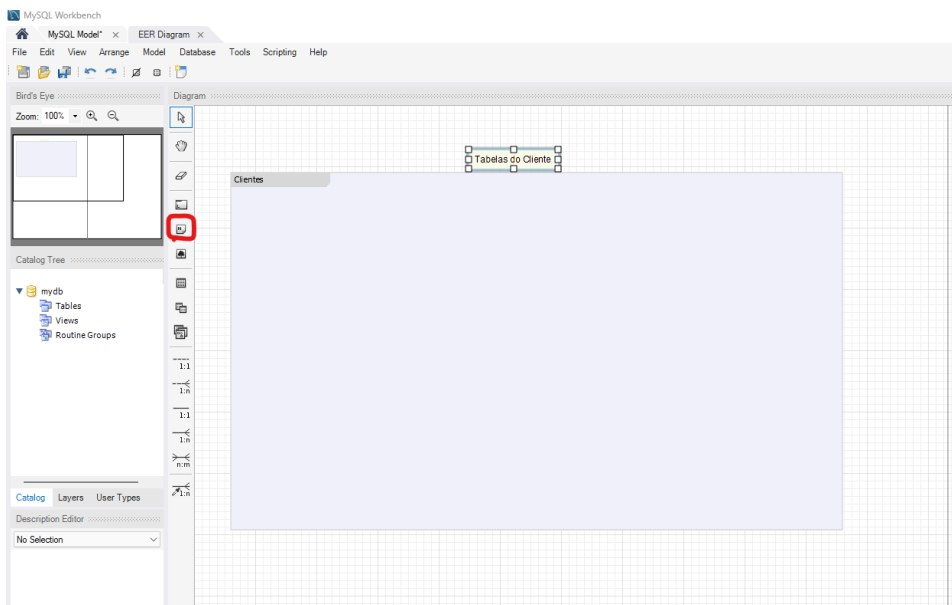 MySQL Workbench
MySQL Model* × EER Diagram ×
File Edit View Arrange Model Database Tools Scripting Help
Bird's Eye
Diagram
Zoom: 100%
Tabelas do Cliente
Clientes
Catalog Tree
mydb
Tables
Views
Routine Groups
1:1
1:n
1:1
1:n
n:m
1:n
Catalog Layers User Types
Description Editor
No Selection